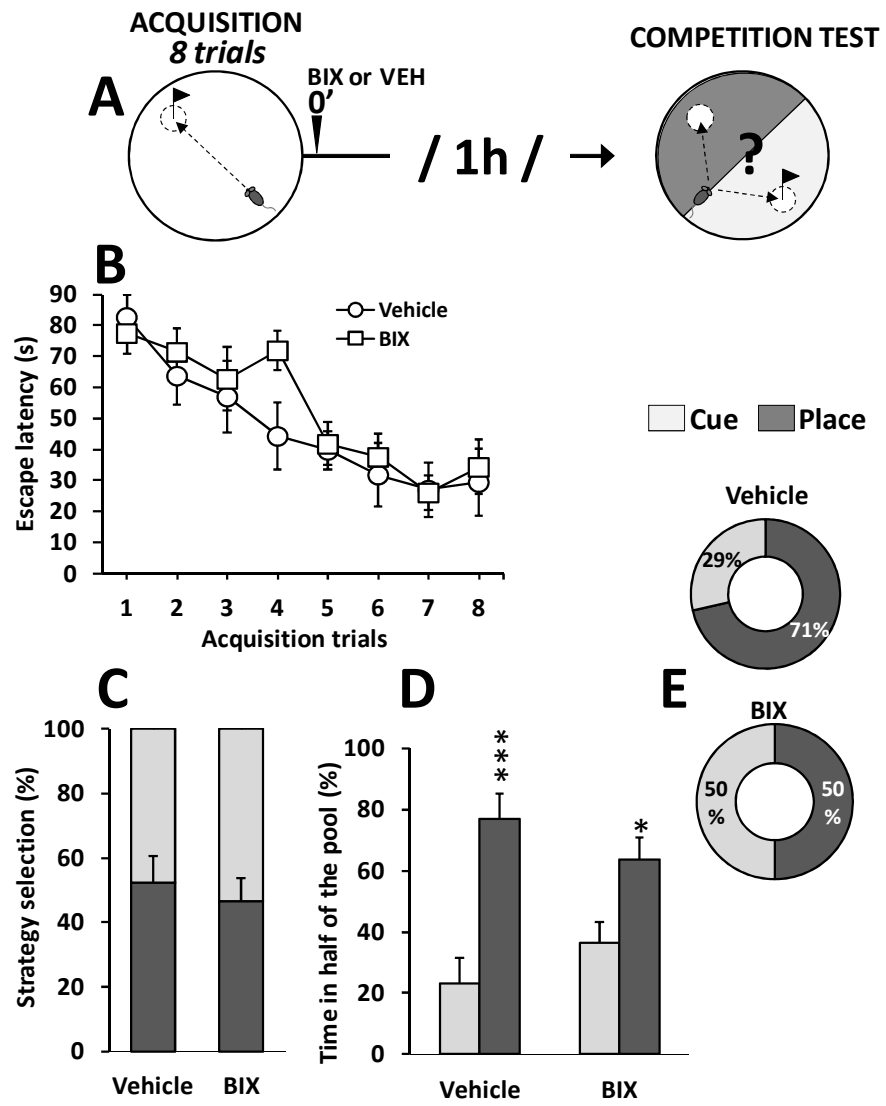 ACQUISITION
8 trials
COMPETITION TEST
A
BIX or VEH
0’
/ 1h /
?
B
Escape latency (s)
90
80
70
60
50
40
30
20
10
0
Vehicle
BIX
1 2 3 4 5 6 7 8
Acquisition trials
Cue Place
Vehicle
29%
71%
C
Strategy selection (%)
100
80
60
40
20
0
Vehicle BIX
D
Time in half of the pool (%)
100
80
60
40
20
0
***
*
Vehicle BIX
E
BIX
50
%
50
%